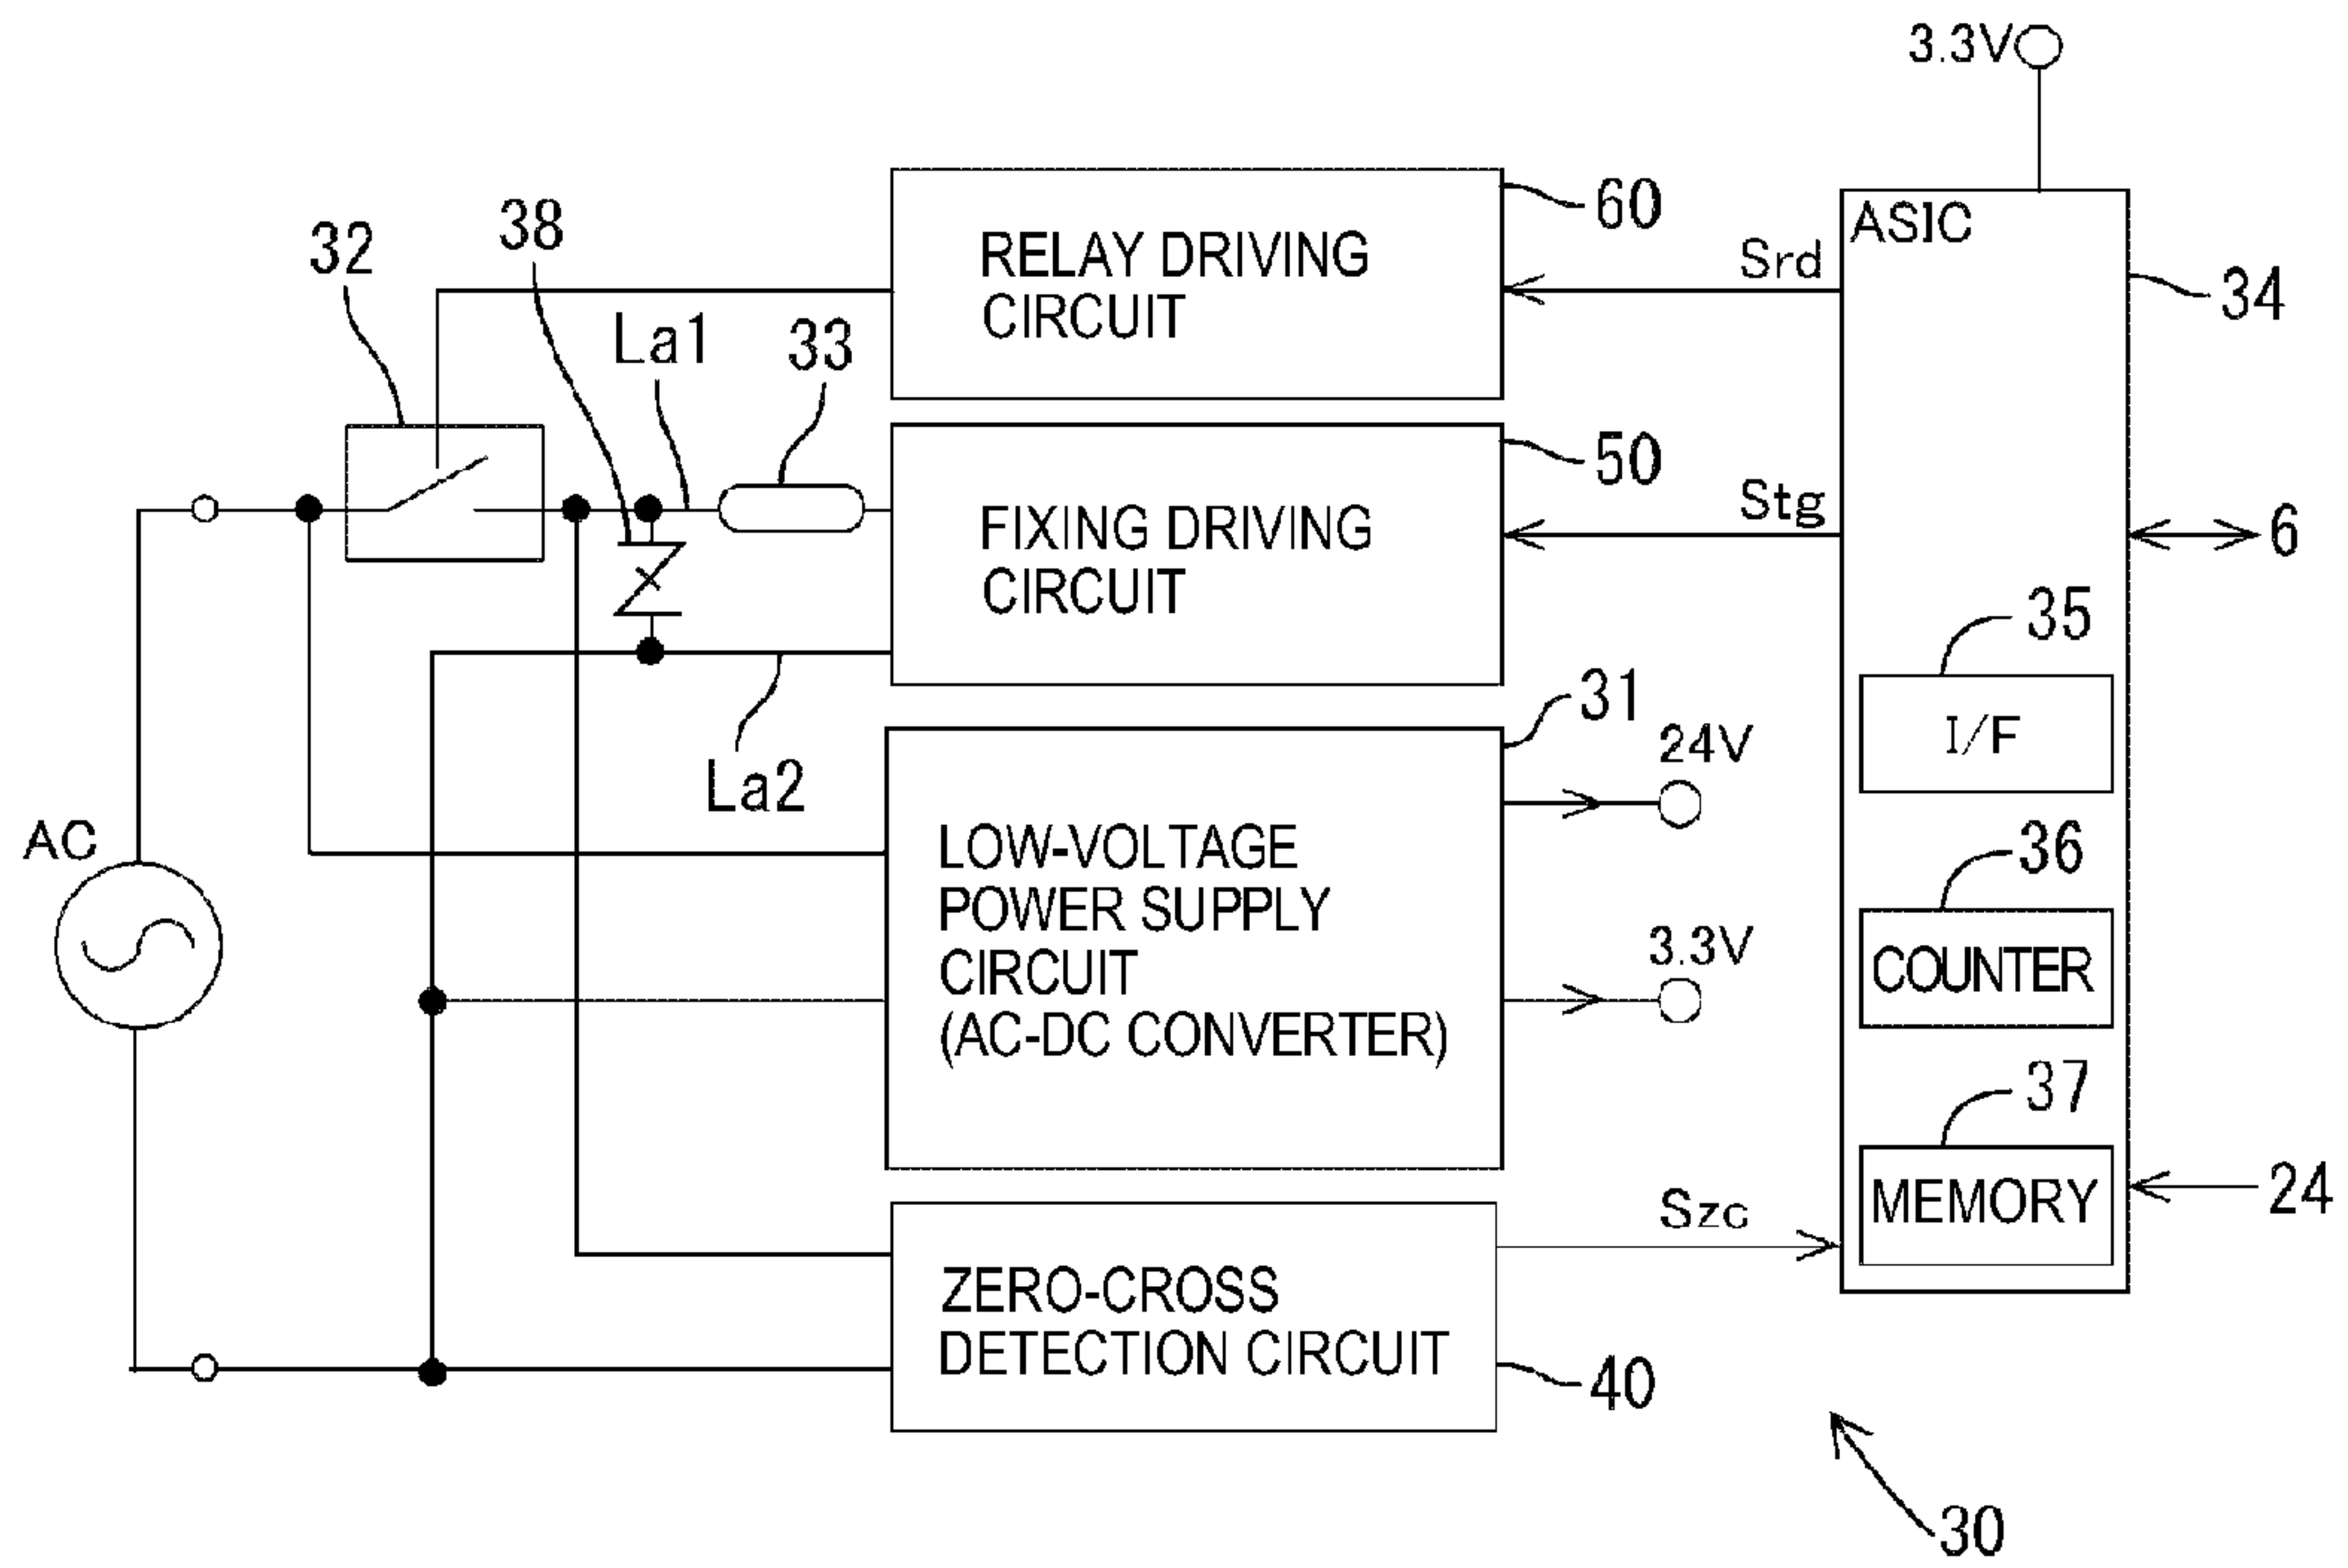 3.3V
60
ASIC
38
32
RELAY DRIVING
CIRCUIT
Srd
34
La1
33
50
Stg
FIXING DRIVING
CIRCUIT
6
35
31
I/F
24V
La2
AC
LOW-VOLTAGE
POWER SUPPLY
CIRCUIT
(AC-DC CONVERTER)
36
3.3V
COUNTER
37
MEMORY
24
Szc
ZERO-CROSS
DETECTION CIRCUIT
40
30